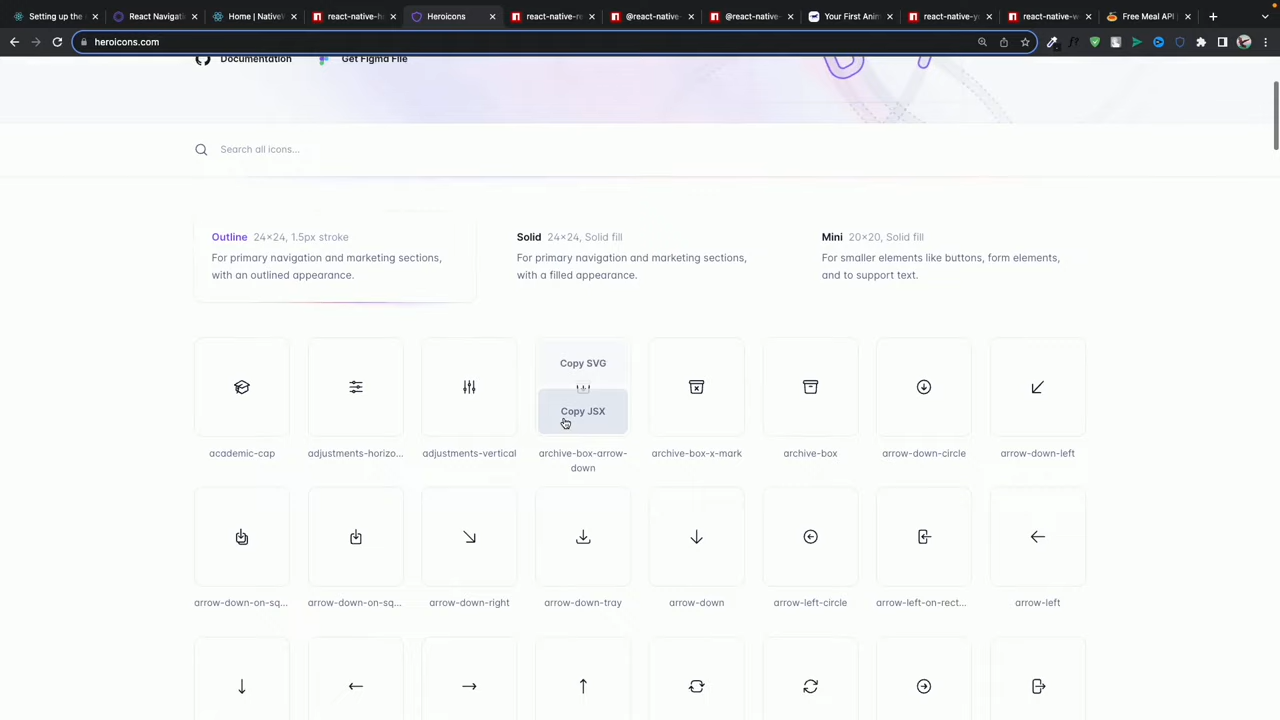 Setting up the
React Navigati
Home | NativeW
react-native-h
Heroicons
react-native-re
@react-native-
@react-native-
Your First Anim
react-native-y
react-native-w
Free Meal API
heroicons.com
Documentation
Get Figma File
Search all icons...
Outline 24×24, 1.5px stroke
For primary navigation and marketing sections,
with an outlined appearance.
Solid 24×24, Solid fill
For primary navigation and marketing sections,
with a filled appearance.
Mini 20×20, Solid fill
For smaller elements like buttons, form elements,
and to support text.
Copy SVG
Copy JSX
academic-cap
adjustments-horizo...
adjustments-vertical
archive-box-arrow-
down
archive-box-x-mark
archive-box
arrow-down-circle
arrow-down-left
arrow-down-on-sq...
arrow-down-on-sq...
arrow-down-right
arrow-down-tray
arrow-down
arrow-left-circle
arrow-left-on-rect...
arrow-left